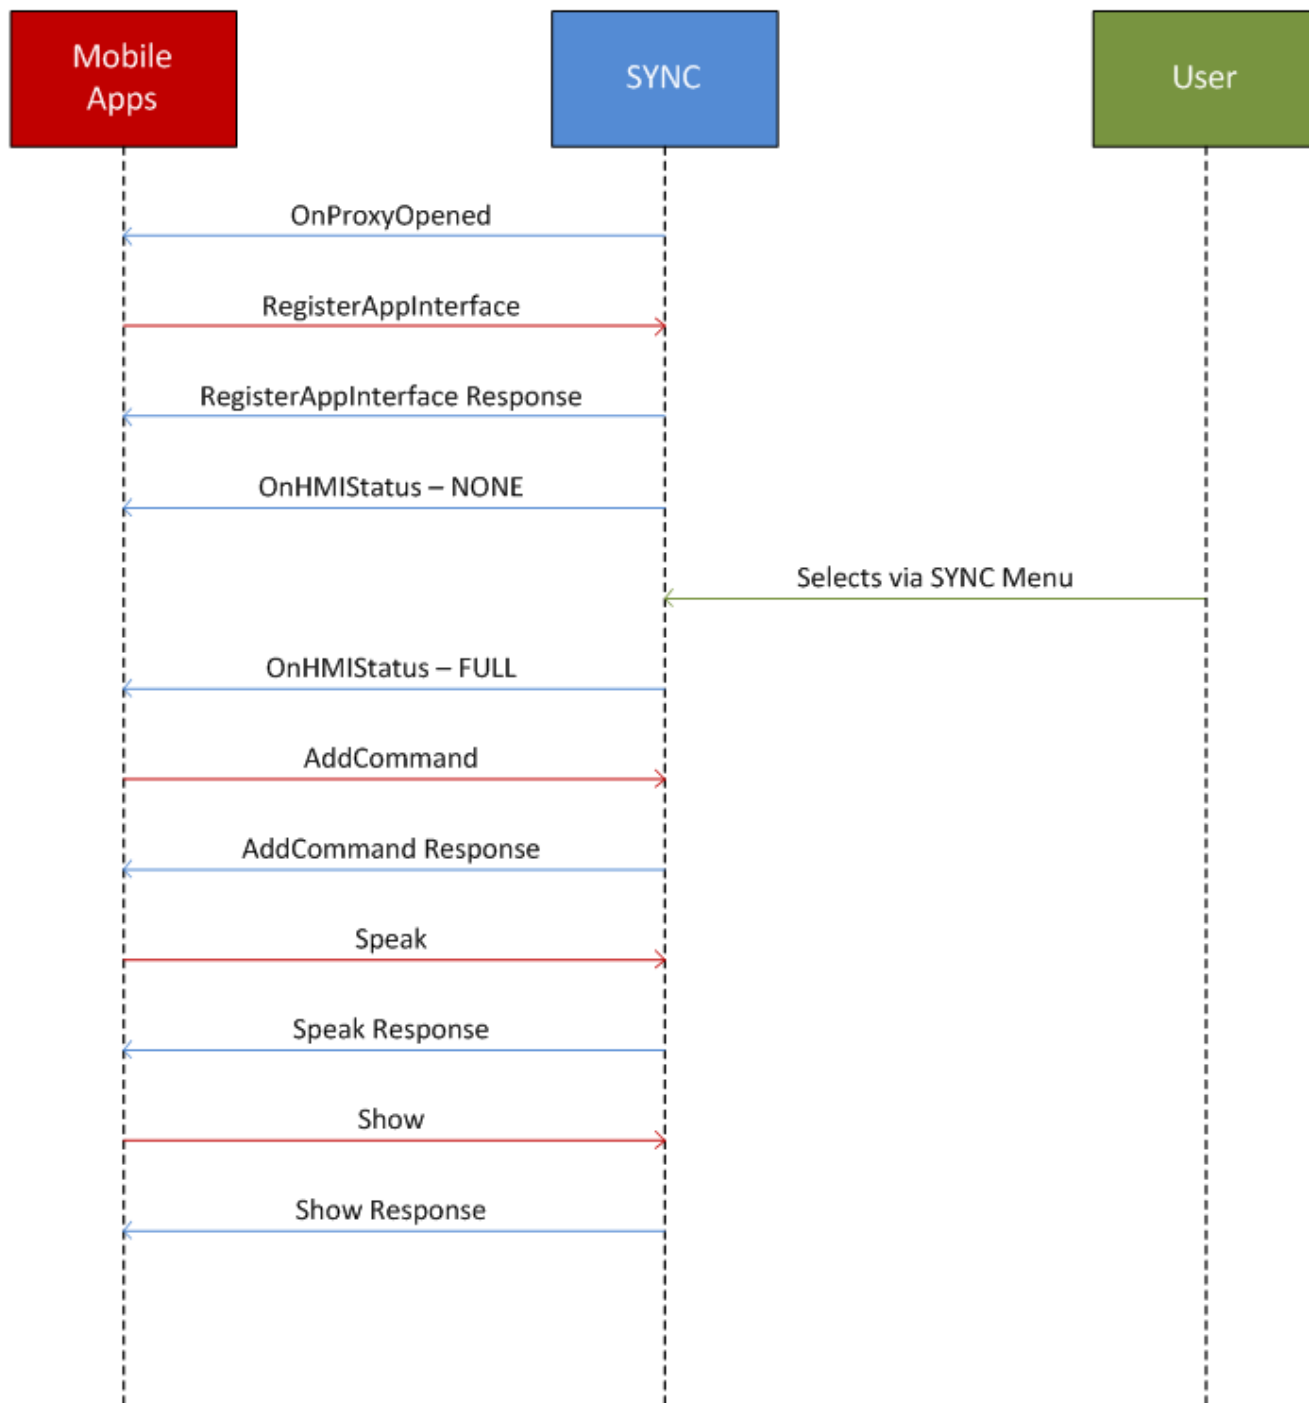 Mobile
Apps
SYNC
User
OnProxyOpened
RegisterAppInterface
RegisterAppInterface Response
OnHMIStatus – NONE
Selects via SYNC Menu
OnHMIStatus – FULL
AddCommand
AddCommand Response
Speak
Speak Response
Show
Show Response